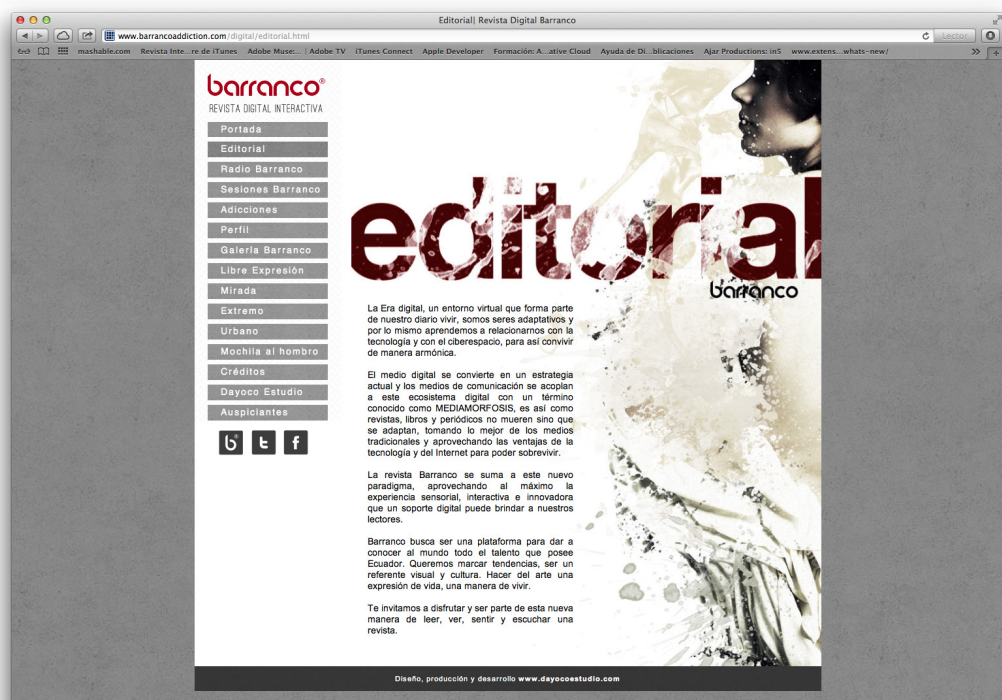 Editorial| Revista Digital Barranco
www.barrancoaddiction.com/digital/editorial.html
Lector
mashable.com Revista Inte...re de iTunes Adobe Muse:... | Adobe TV iTunes Connect Apple Developer Formación: A...ative Cloud Ayuda de Di...blicaciones Ajar Productions: in5 www.extens...whats-new/
barranco®
REVISTA DIGITAL INTERACTIVA
Portada
Editorial
Radio Barranco
Sesiones Barranco
Adicciones
Perfil
Galería Barranco
Libre Expresión
Mirada
Extremo
Urbano
Mochila al hombro
Créditos
Dayoco Estudio
Auspiciantes
editorial
barranco
La Era digital, un entorno virtual que forma parte
de nuestro diario vivir, somos seres adaptativos y
por lo mismo aprendemos a relacionarnos con la
tecnología y con el ciberespacio, para así convivir
de manera armónica.
El medio digital se convierte en un estrategia
actual y los medios de comunicación se acoplan
a este ecosistema digital con un término
conocido como MEDIAMORFOSIS, es así como
revistas, libros y periódicos no mueren sino que
se adaptan, tomando lo mejor de los medios
tradicionales y aprovechando las ventajas de la
tecnología y del Internet para poder sobrevivir.
La revista Barranco se suma a este nuevo
paradigma, aprovechando al máximo la
experiencia sensorial, interactiva e innovadora
que un soporte digital puede brindar a nuestros
lectores.
Barranco busca ser una plataforma para dar a
conocer al mundo todo el talento que posee
Ecuador. Queremos marcar tendencias, ser un
referente visual y cultura. Hacer del arte una
expresión de vida, una manera de vivir.
Te invitamos a disfrutar y ser parte de esta nueva
manera de leer, ver, sentir y escuchar una
revista.
Diseño, producción y desarrollo www.dayocoestudio.com